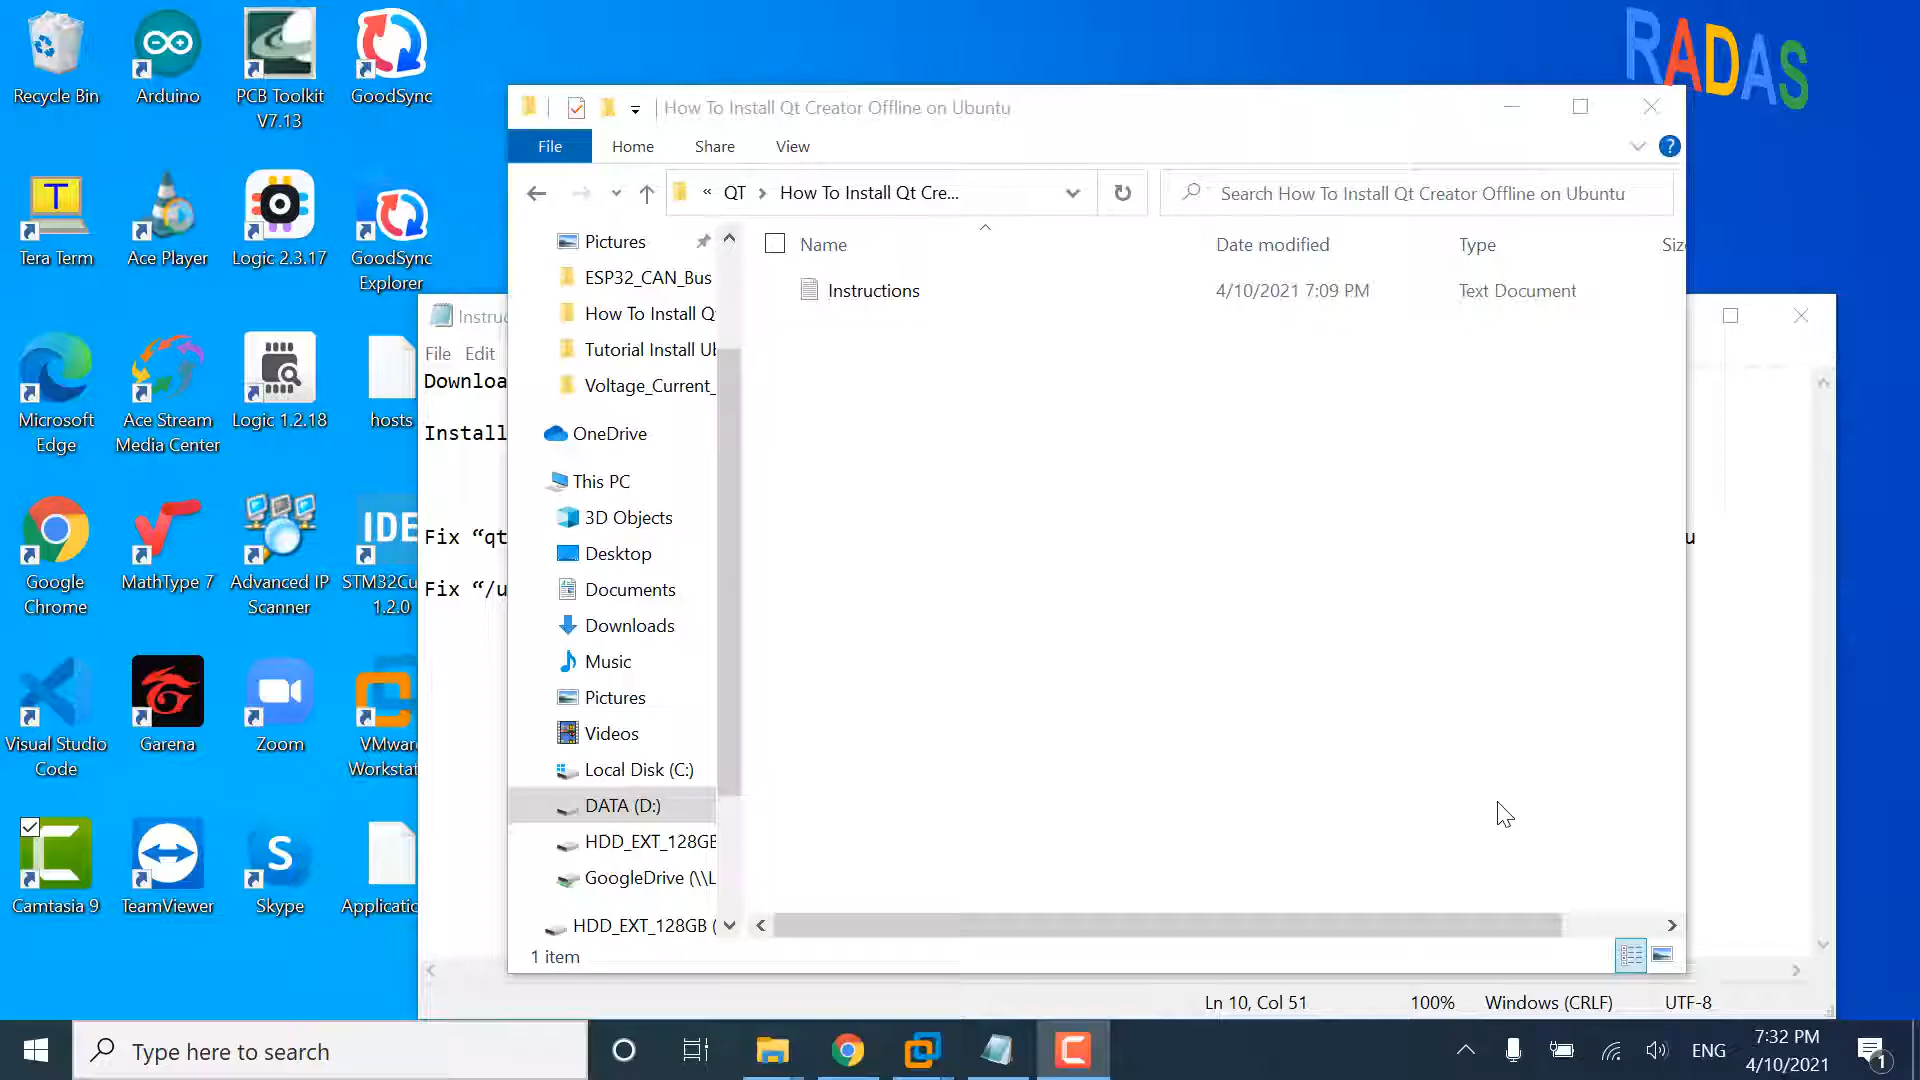 RADAS
Recycle Bin
Arduino
PCB Toolkit
V7.13
GoodSync
Tera Term
Ace Player
Logic 2.3.17
GoodSync
Explorer
Microsoft
Edge
Ace Stream
Media Center
Logic 1.2.18
hosts
Google
Chrome
MathType 7
Advanced IP
Scanner
IDE
STM32Cu
1.2.0
Visual Studio
Code
Garena
Zoom
VMware
Workstat
Camtasia 9
TeamViewer
Skype
Applicatic
How To Install Qt Creator Offline on Ubuntu
File
Home
Share
View
« QT > How To Install Qt Cre...
Search How To Install Qt Creator Offline on Ubuntu
Name
Date modified
Type
Siz
Instructions
4/10/2021 7:09 PM
Text Document
Pictures
ESP32_CAN_Bus
How To Install Q
Tutorial Install Ub
Voltage_Current_
OneDrive
This PC
3D Objects
Desktop
Documents
Downloads
Music
Pictures
Videos
Local Disk (C:)
DATA (D:)
HDD_EXT_128GB
GoogleDrive (\\L
HDD_EXT_128GB (
1 item
Instruc
File Edit
Downloa
Install
Fix “qt
u
Fix “/u
Ln 10, Col 51
100%
Windows (CRLF)
UTF-8
Type here to search
ENG
7:32 PM
4/10/2021
1